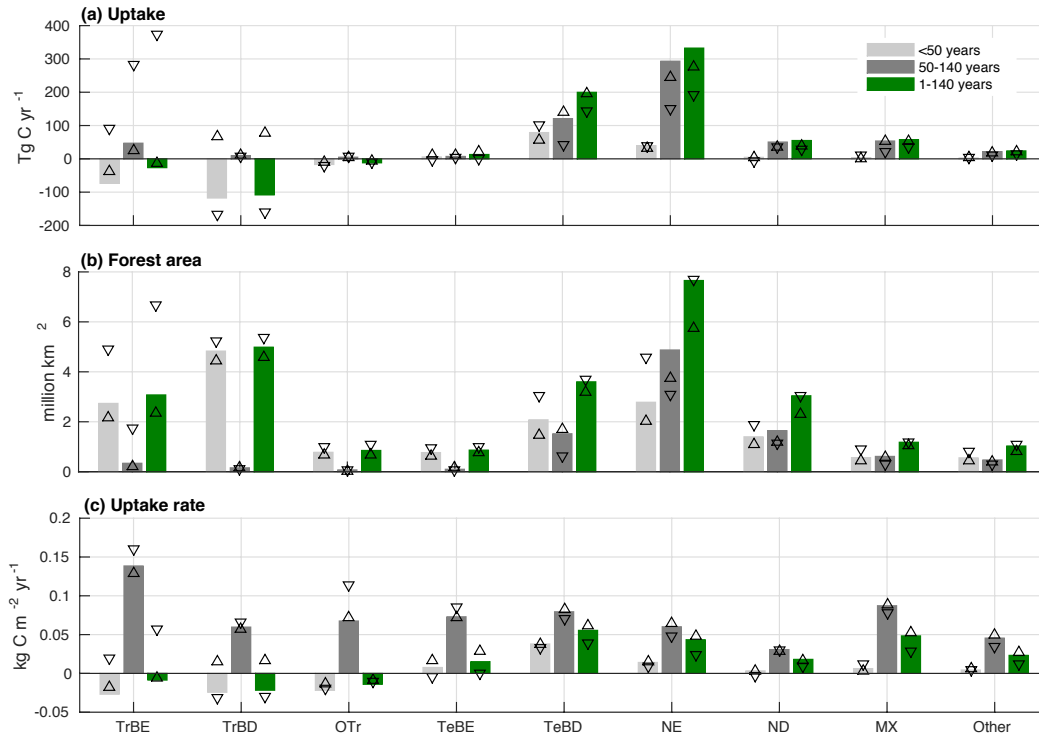 (a) Uptake
400
300
200
100
0
-100
-200
Tg C yr -1
<50 years
50-140 years
1-140 years
(b) Forest area
8
6
4
2
0
million km 2
(c) Uptake rate
0.2
0.15
0.1
0.05
0
-0.05
kg C m -2 yr -1
TrBE TrBD OTr TeBE TeBD NE ND MX Other